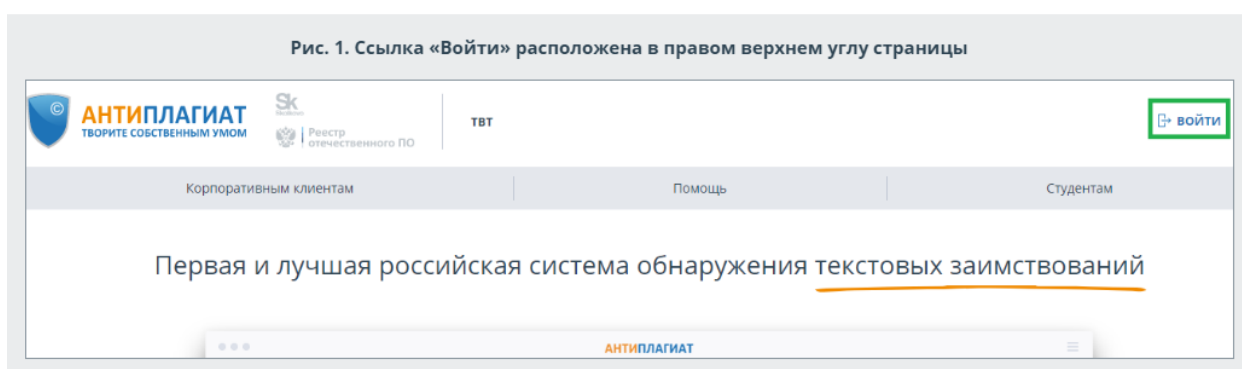 Рис. 1. Ссылка «Войти» расположена в правом верхнем углу страницы
©
АНТИПЛАГИАТ
ТВОРИТЕ СОБСТВЕННЫМ УМОМ
Sk
Реестр
отечественного ПО
ТВТ
ВОЙТИ
Корпоративным клиентам
Помощь
Студентам
Первая и лучшая российская система обнаружения текстовых заимствований
АНТИПЛАГИАТ